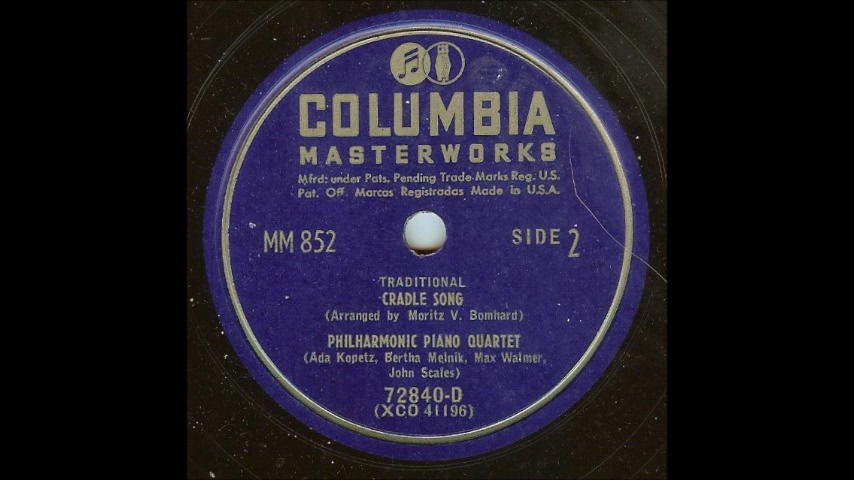 COLUMBIA
MASTERWORKS
Mfrd: under Pats. Pending Trade-Marks Reg. U.S.
Pat. Off. Marcas Registradas Made in U.S.A.
MM 852
SIDE 2
TRADITIONAL
CRADLE SONG
(Arranged by Moritz V. Bomhard)
PHILHARMONIC PIANO QUARTET
(Ada Kopetz, Bertha Melnik, Max Walmer,
John Scales)
72840-D
(XCO 41196)